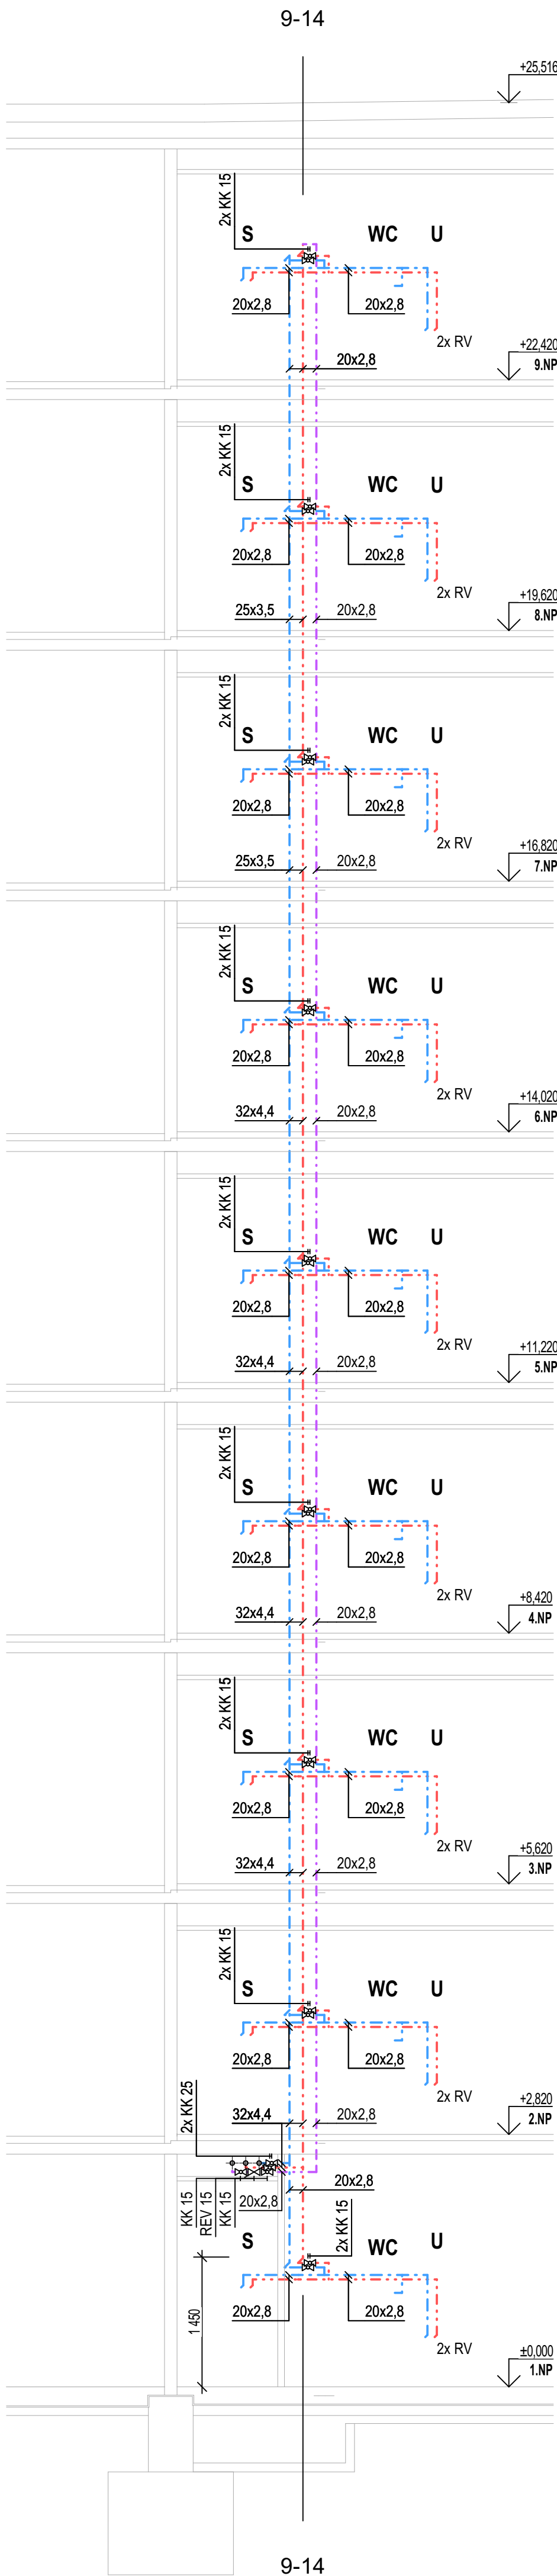 9-14
+25,516
2x KK 15
S WC U
20x2,8 20x2,8
2x RV
20x2,8
+22,420
9.NP
2x KK 15
S WC U
20x2,8 20x2,8
2x RV
25x3,5 20x2,8
+19,620
8.NP
2x KK 15
S WC U
20x2,8 20x2,8
2x RV
25x3,5 20x2,8
+16,820
7.NP
2x KK 15
S WC U
20x2,8 20x2,8
2x RV
32x4,4 20x2,8
+14,020
6.NP
2x KK 15
S WC U
20x2,8 20x2,8
2x RV
32x4,4 20x2,8
+11,220
5.NP
2x KK 15
S WC U
20x2,8 20x2,8
2x RV
32x4,4 20x2,8
+8,420
4.NP
2x KK 15
S WC U
20x2,8 20x2,8
2x RV
32x4,4 20x2,8
+5,620
3.NP
2x KK 15
S WC U
20x2,8 20x2,8
2x RV
32x4,4 20x2,8
+2,820
2.NP
2x KK 25
KK 15
REV 15
KK 15
20x2,8
20x2,8
2x KK 15
S WC U
20x2,8 20x2,8
2x RV
1 450
±0,000
1.NP
9-14